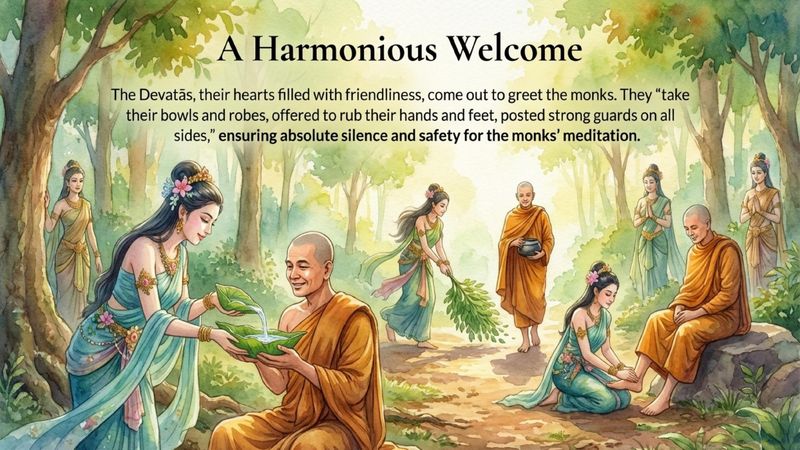 A Harmonious Welcome
The Devatās, their hearts filled with friendliness, come out to greet the monks. They “take
their bowls and robes, offered to rub their hands and feet, posted strong guards on all
sides,” ensuring absolute silence and safety for the monks’ meditation.